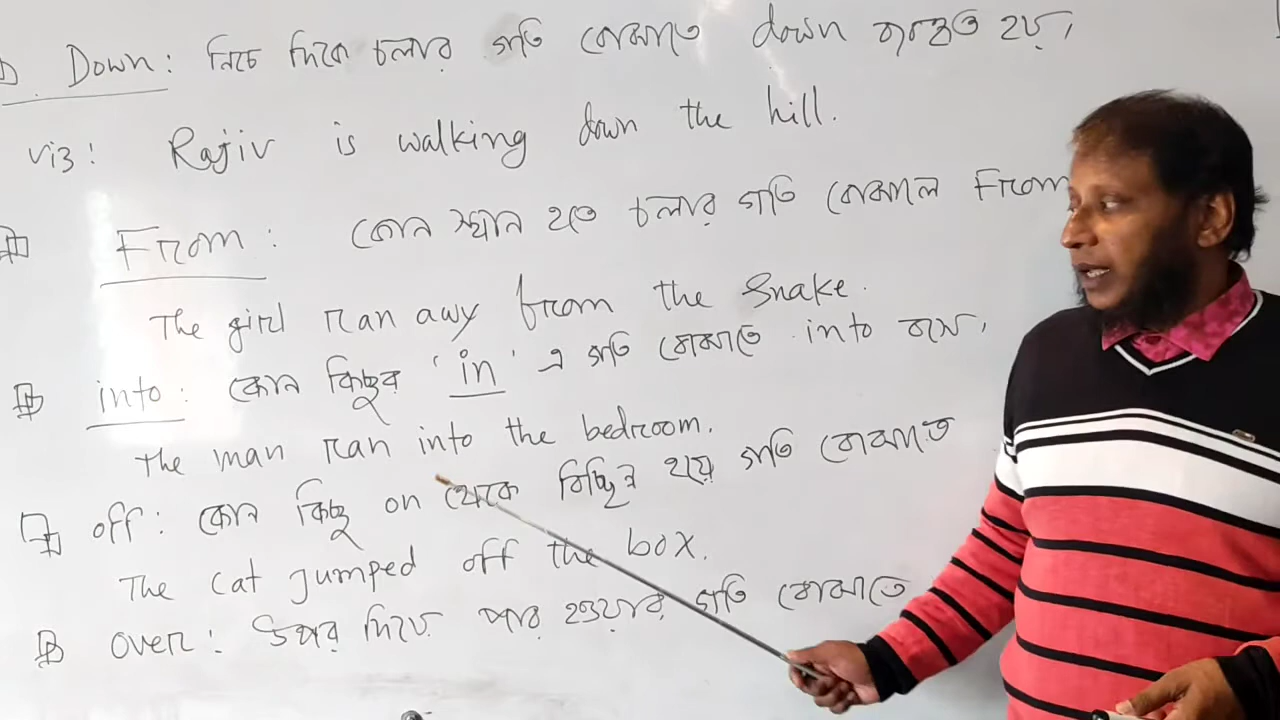 Down: নিচে দিকে চলার গতি বোঝাতে down ব্যবহৃত হয়।
viz: Rajiv is walking down the hill.
From: কোন স্থান হতে চলার গতি বোঝালে From
The girl ran awy from the snake.
into: কোন কিছুর 'in' এ গতি বোঝাতে into বসে।
The man ran into the bedroom.
off: কোন কিছু on থেকে বিচ্ছিন্ন হয়ে গতি বোঝাতে
The cat jumped off the box.
over: উপর দিয়ে পার হওয়ার গতি বোঝাতে